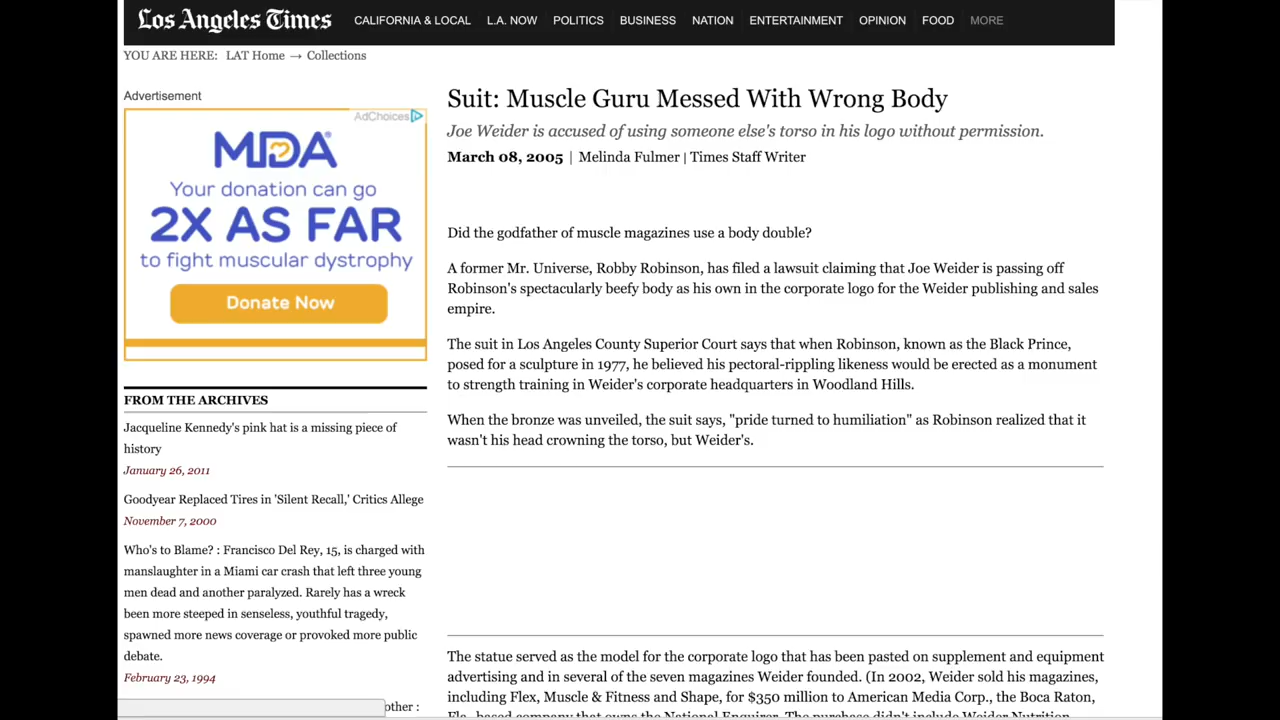 Los Angeles Times
CALIFORNIA & LOCAL L.A. NOW POLITICS BUSINESS NATION ENTERTAINMENT OPINION FOOD MORE
YOU ARE HERE: LAT Home → Collections
Advertisement
AdChoices
MDA
Your donation can go
2X AS FAR
to fight muscular dystrophy
Donate Now
FROM THE ARCHIVES
Jacqueline Kennedy's pink hat is a missing piece of
history
January 26, 2011
Goodyear Replaced Tires in 'Silent Recall,' Critics Allege
November 7, 2000
Who's to Blame? : Francisco Del Rey, 15, is charged with
manslaughter in a Miami car crash that left three young
men dead and another paralyzed. Rarely has a wreck
been more steeped in senseless, youthful tragedy,
spawned more news coverage or provoked more public
debate.
February 23, 1994
other :
Suit: Muscle Guru Messed With Wrong Body
Joe Weider is accused of using someone else's torso in his logo without permission.
March 08, 2005 | Melinda Fulmer | Times Staff Writer
Did the godfather of muscle magazines use a body double?
A former Mr. Universe, Robby Robinson, has filed a lawsuit claiming that Joe Weider is passing off
Robinson's spectacularly beefy body as his own in the corporate logo for the Weider publishing and sales
empire.
The suit in Los Angeles County Superior Court says that when Robinson, known as the Black Prince,
posed for a sculpture in 1977, he believed his pectoral-rippling likeness would be erected as a monument
to strength training in Weider's corporate headquarters in Woodland Hills.
When the bronze was unveiled, the suit says, "pride turned to humiliation" as Robinson realized that it
wasn't his head crowning the torso, but Weider's.
The statue served as the model for the corporate logo that has been pasted on supplement and equipment
advertising and in several of the seven magazines Weider founded. (In 2002, Weider sold his magazines,
including Flex, Muscle & Fitness and Shape, for $350 million to American Media Corp., the Boca Raton,
Fla.-based company that owns the National Enquirer. The purchase didn't include Weider Nutrition